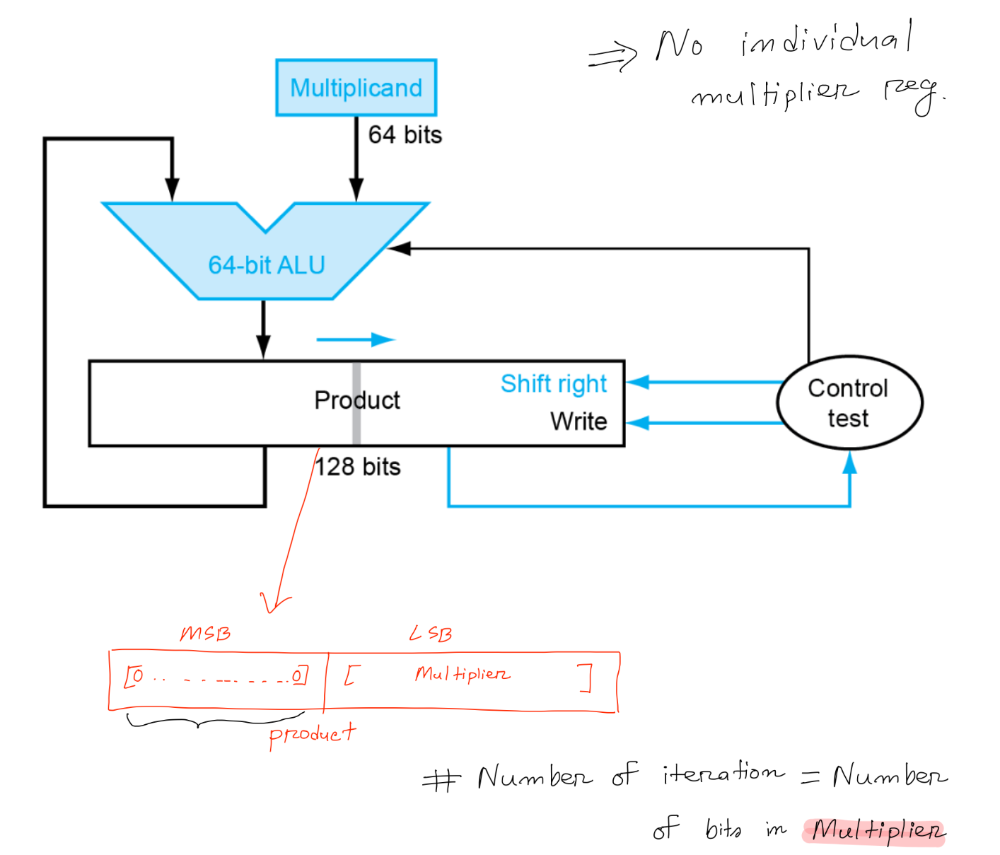 ⇒ No individual
multiplier reg.
Multiplicand
64 bits
64-bit ALU
Product
Shift right
Write
Control
test
128 bits
MSB LSB
[0 .. - - --- - - -.0] [ Multiplier ]
product
# Number of iteration = Number
of bits in Multiplier